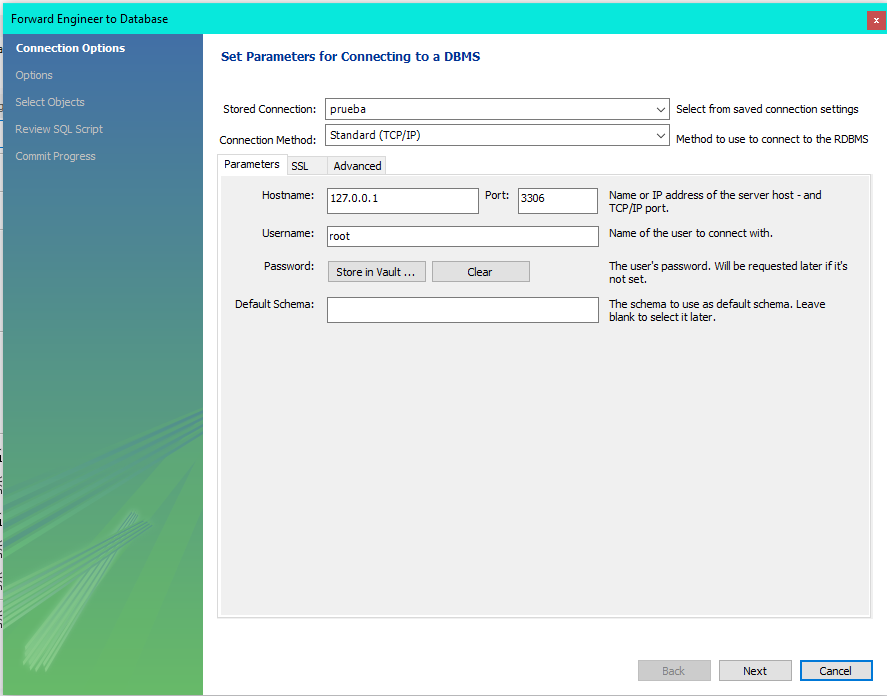 Forward Engineer to Database
x
Connection Options
Options
Select Objects
Review SQL Script
Commit Progress
Set Parameters for Connecting to a DBMS
Stored Connection: prueba Select from saved connection settings
Connection Method: Standard (TCP/IP) Method to use to connect to the RDBMS
Parameters SSL Advanced
Hostname: 127.0.0.1 Port: 3306 Name or IP address of the server host - and
TCP/IP port.
Username: root Name of the user to connect with.
Password: Store in Vault ... Clear The user's password. Will be requested later if it's
not set.
Default Schema: The schema to use as default schema. Leave
blank to select it later.
Back Next Cancel